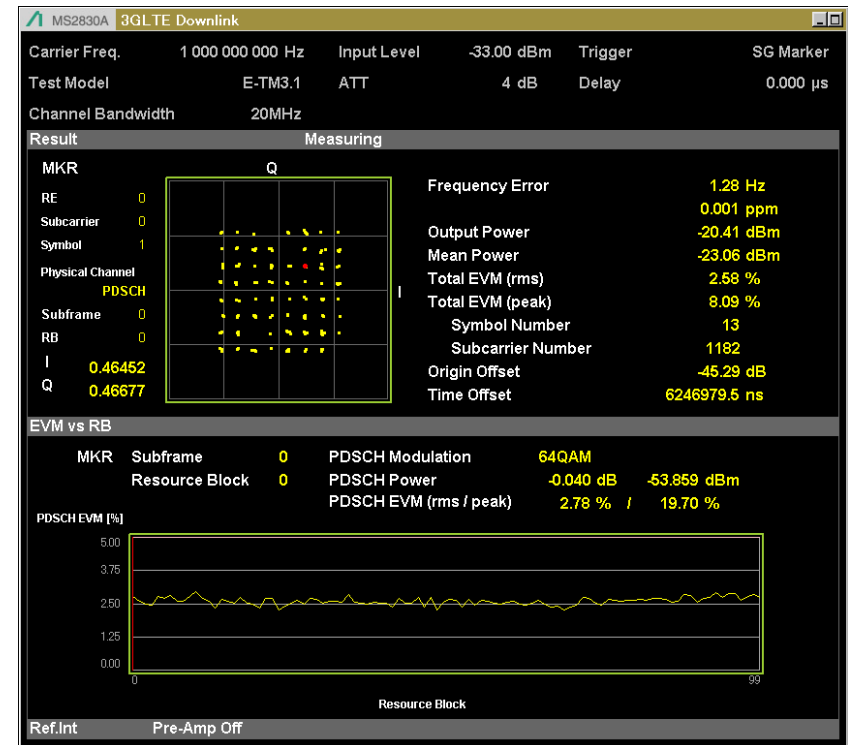 MS2830A 3GLTE Downlink
Carrier Freq. 1 000 000 000 Hz Input Level -33.00 dBm Trigger SG Marker
Test Model E-TM3.1 ATT 4 dB Delay 0.000 µs
Channel Bandwidth 20MHz
Result Measuring
MKR Q
RE 0
Subcarrier 0
Symbol 1
Physical Channel
PDSCH
Subframe 0
RB 0
I 0.46452
Q 0.46677
I
Frequency Error 1.28 Hz
0.001 ppm
Output Power -20.41 dBm
Mean Power -23.06 dBm
Total EVM (rms) 2.58 %
Total EVM (peak) 8.09 %
Symbol Number 13
Subcarrier Number 1182
Origin Offset -45.29 dB
Time Offset 6246979.5 ns
EVM vs RB
MKR Subframe 0 PDSCH Modulation 64QAM
Resource Block 0 PDSCH Power -0.040 dB -53.859 dBm
PDSCH EVM (rms / peak) 2.78 % / 19.70 %
PDSCH EVM [%]
5.00
3.75
2.50
1.25
0.00
0 99
Resource Block
Ref.Int Pre-Amp Off